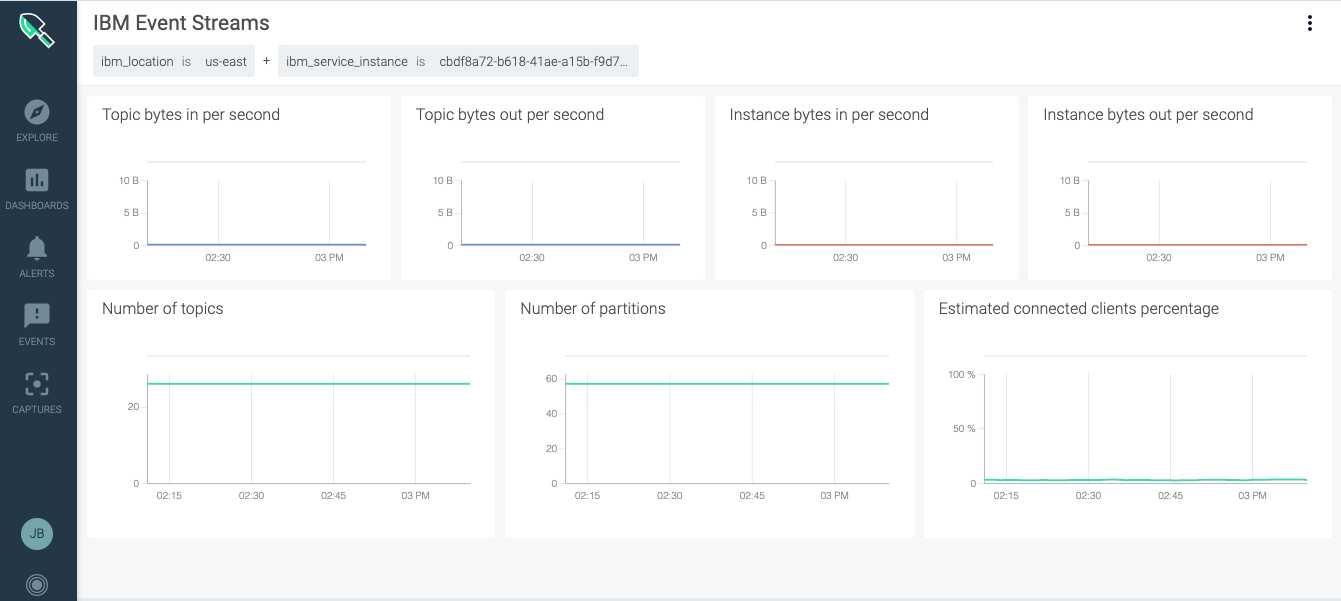 IBM Event Streams
ibm_location is us-east + ibm_service_instance is cbdf8a72-b618-41ae-a15b-f9d7...
EXPLORE
DASHBOARDS
ALERTS
EVENTS
CAPTURES
JB
Topic bytes in per second
10 B
5 B
0
02:30 03 PM
Topic bytes out per second
10 B
5 B
0
02:30 03 PM
Instance bytes in per second
10 B
5 B
0
02:30 03 PM
Instance bytes out per second
10 B
5 B
0
02:30 03 PM
Number of topics
20
0
02:15 02:30 02:45 03 PM
Number of partitions
60
40
20
0
02:15 02:30 02:45 03 PM
Estimated connected clients percentage
100 %
50 %
0
02:15 02:30 02:45 03 PM